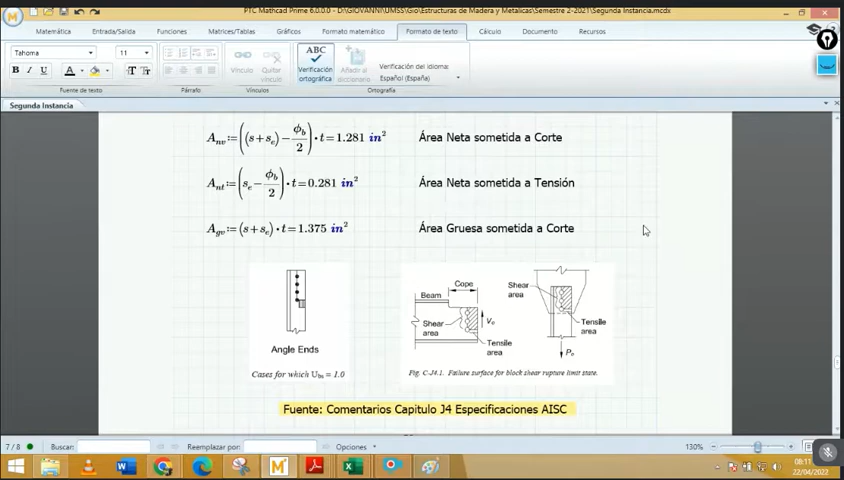 PTC Mathcad Prime 6.0.0.0 - D:\GIOVANNI\UMSS\Gio\Estructuras de Madera y Metalicas\Semestre 2-2021\Segunda Instancia.mcdx
Matemática Entrada/Salida Funciones Matrices/Tablas Gráficos Formato matemático Formato de texto Cálculo Documento Recursos
Tahoma 11
B I U A
Fuente de texto
Párrafo
Vínculo Quitar vínculo
Vínculos
ABC Verificación ortográfica
Añadir al diccionario
Verificación del idioma:
Español (España)
Ortografía
Segunda Instancia
A_nv := ((s+s_e) − ϕ_b/2)·t = 1.281 in² Área Neta sometida a Corte
A_nt := (s_e − ϕ_b/2)·t = 0.281 in² Área Neta sometida a Tensión
A_gv := (s+s_e)·t = 1.375 in² Área Gruesa sometida a Corte
Angle Ends
Cases for which U_bs = 1.0
Cope
Beam
Shear area
V_o
Tensile area
Shear area
Tensile area
P_o
Fig. C-J4.1. Failure surface for block shear rupture limit state.
Fuente: Comentarios Capitulo J4 Especificaciones AISC
7 / 8 Buscar: Reemplazar por: Opciones 130%
08:11
22/04/2022